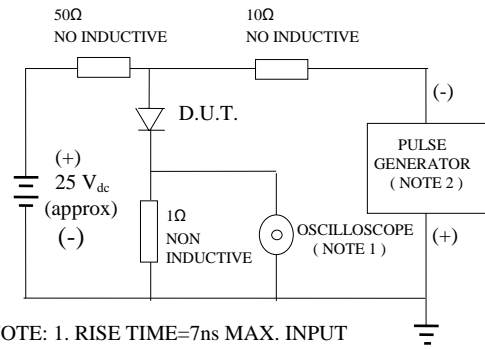 50Ω
NO INDUCTIVE
10Ω
NO INDUCTIVE
D.U.T.
(-)
PULSE
GENERATOR
( NOTE 2 )
(+)
(+)
25 Vdc
(approx)
(-)
1Ω
NON
INDUCTIVE
OSCILLOSCOPE
( NOTE 1 )
OTE: 1. RISE TIME=7ns MAX. INPUT